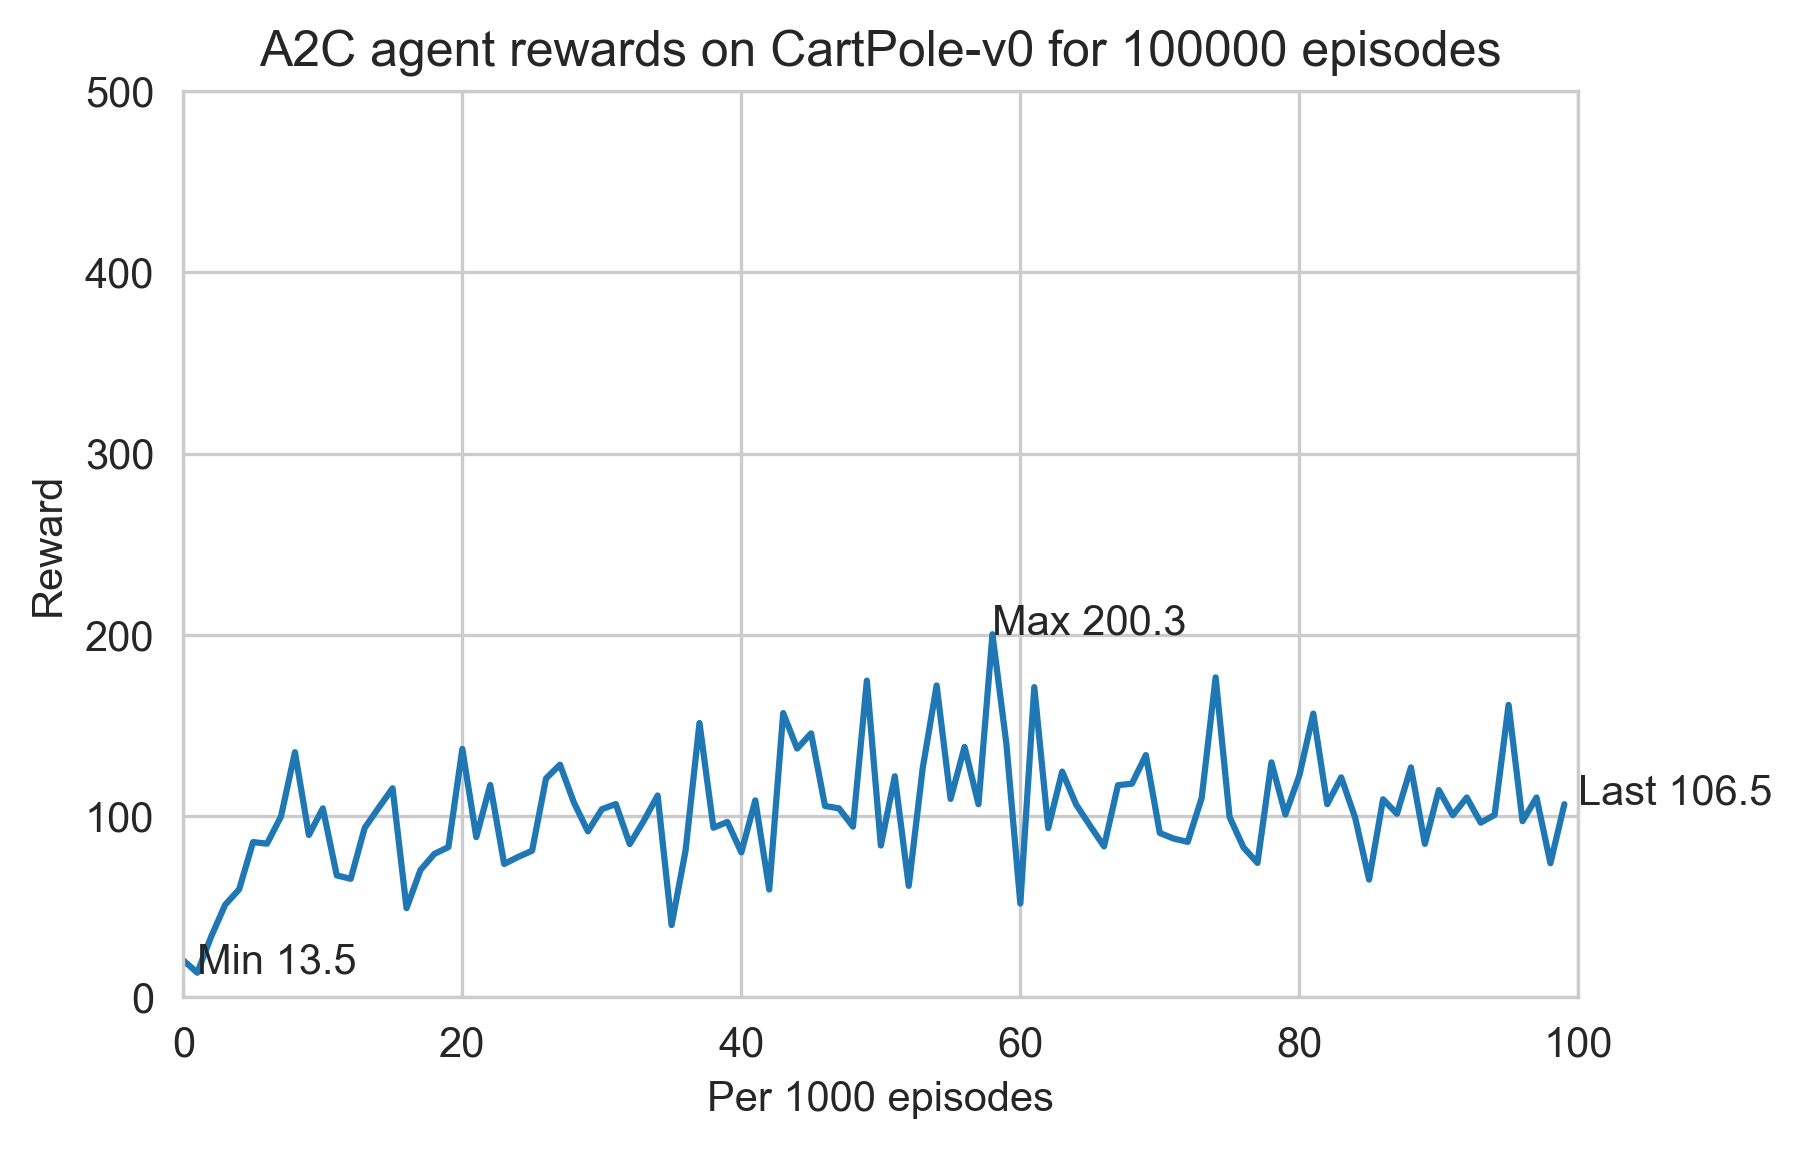 A2C agent rewards on CartPole-v0 for 100000 episodes
500
400
300
200
100
0
Reward
Max 200.3
Last 106.5
Min 13.5
0 20 40 60 80 100
Per 1000 episodes